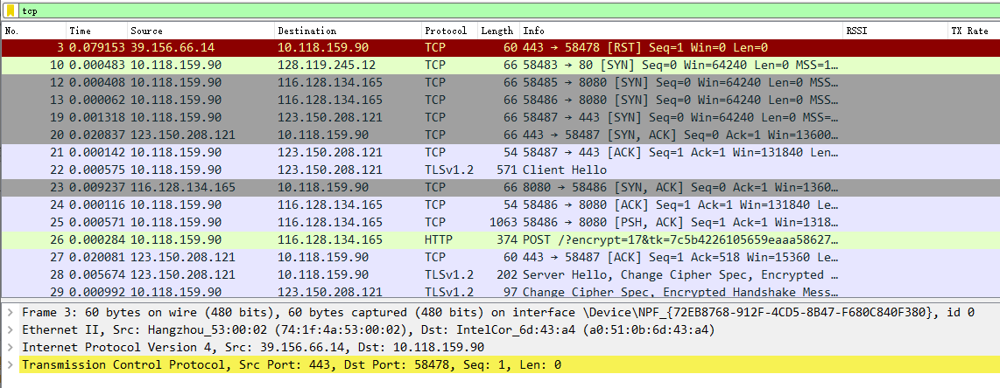 tcp
No. Time Source Destination Protocol Length Info RSSI TX Rate
3 0.079153 39.156.66.14 10.118.159.90 TCP 60 443 → 58478 [RST] Seq=1 Win=0 Len=0
10 0.000483 10.118.159.90 128.119.245.12 TCP 66 58483 → 80 [SYN] Seq=0 Win=64240 Len=0 MSS=1…
12 0.000408 10.118.159.90 116.128.134.165 TCP 66 58485 → 8080 [SYN] Seq=0 Win=64240 Len=0 MSS…
13 0.000062 10.118.159.90 116.128.134.165 TCP 66 58486 → 8080 [SYN] Seq=0 Win=64240 Len=0 MSS…
19 0.001318 10.118.159.90 123.150.208.121 TCP 66 58487 → 443 [SYN] Seq=0 Win=64240 Len=0 MSS=…
20 0.020837 123.150.208.121 10.118.159.90 TCP 66 443 → 58487 [SYN, ACK] Seq=0 Ack=1 Win=13600…
21 0.000142 10.118.159.90 123.150.208.121 TCP 54 58487 → 443 [ACK] Seq=1 Ack=1 Win=131840 Len…
22 0.000575 10.118.159.90 123.150.208.121 TLSv1.2 571 Client Hello
23 0.009237 116.128.134.165 10.118.159.90 TCP 66 8080 → 58486 [SYN, ACK] Seq=0 Ack=1 Win=1360…
24 0.000116 10.118.159.90 116.128.134.165 TCP 54 58486 → 8080 [ACK] Seq=1 Ack=1 Win=131840 Le…
25 0.000571 10.118.159.90 116.128.134.165 TCP 1063 58486 → 8080 [PSH, ACK] Seq=1 Ack=1 Win=1318…
26 0.000284 10.118.159.90 116.128.134.165 HTTP 374 POST /?encrypt=17&tk=7c5b4226105659eaaa58627…
27 0.020081 123.150.208.121 10.118.159.90 TCP 60 443 → 58487 [ACK] Seq=1 Ack=518 Win=15360 Le…
28 0.005674 123.150.208.121 10.118.159.90 TLSv1.2 202 Server Hello, Change Cipher Spec, Encrypted …
29 0.000992 10.118.159.90 123.150.208.121 TLSv1.2 97 Change Cipher Spec, Encrypted Handshake Mess…
Frame 3: 60 bytes on wire (480 bits), 60 bytes captured (480 bits) on interface \Device\NPF_{72EB8768-912F-4CD5-8B47-F680C840F380}, id 0
Ethernet II, Src: Hangzhou_53:00:02 (74:1f:4a:53:00:02), Dst: IntelCor_6d:43:a4 (a0:51:0b:6d:43:a4)
Internet Protocol Version 4, Src: 39.156.66.14, Dst: 10.118.159.90
Transmission Control Protocol, Src Port: 443, Dst Port: 58478, Seq: 1, Len: 0